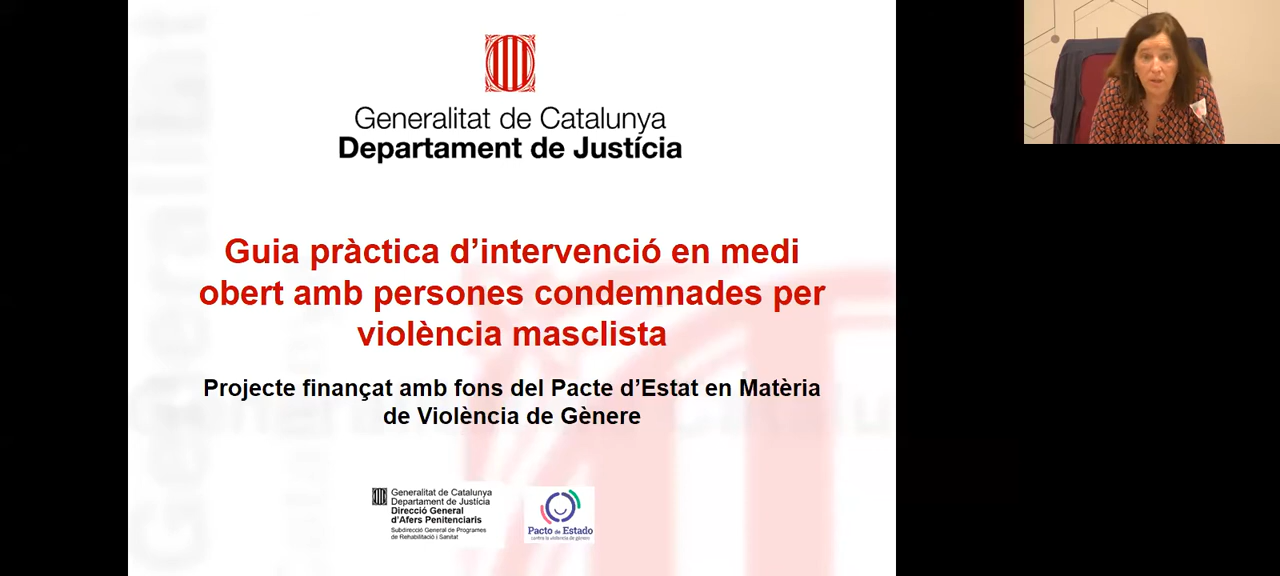 Generalitat de Catalunya
Departament de Justícia
Guia pràctica d’intervenció en medi
obert amb persones condemnades per
violència masclista
Projecte finançat amb fons del Pacte d’Estat en Matèria
de Violència de Gènere
Generalitat de Catalunya
Departament de Justícia
Direcció General
d'Afers Penitenciaris
Subdirecció General de Programes
de Rehabilitació i Sanitat
Pacto de Estado
contra la violencia de género